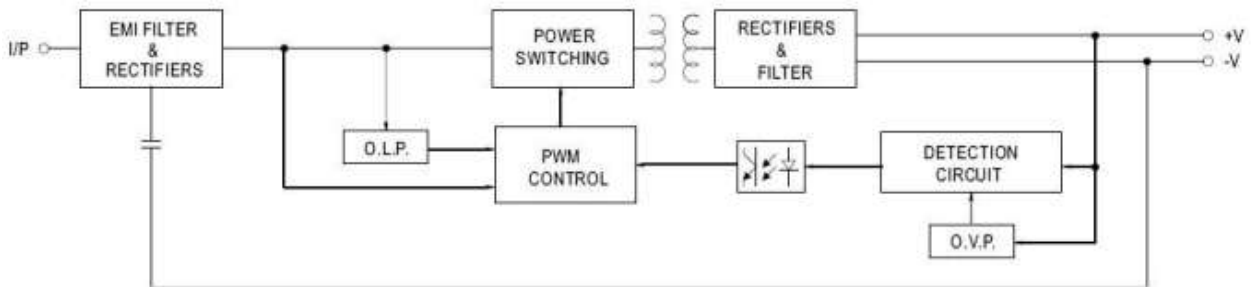 I/P
EMI FILTER
&
RECTIFIERS
POWER
SWITCHING
RECTIFIERS
&
FILTER
+V
-V
O.L.P.
PWM
CONTROL
DETECTION
CIRCUIT
O.V.P.